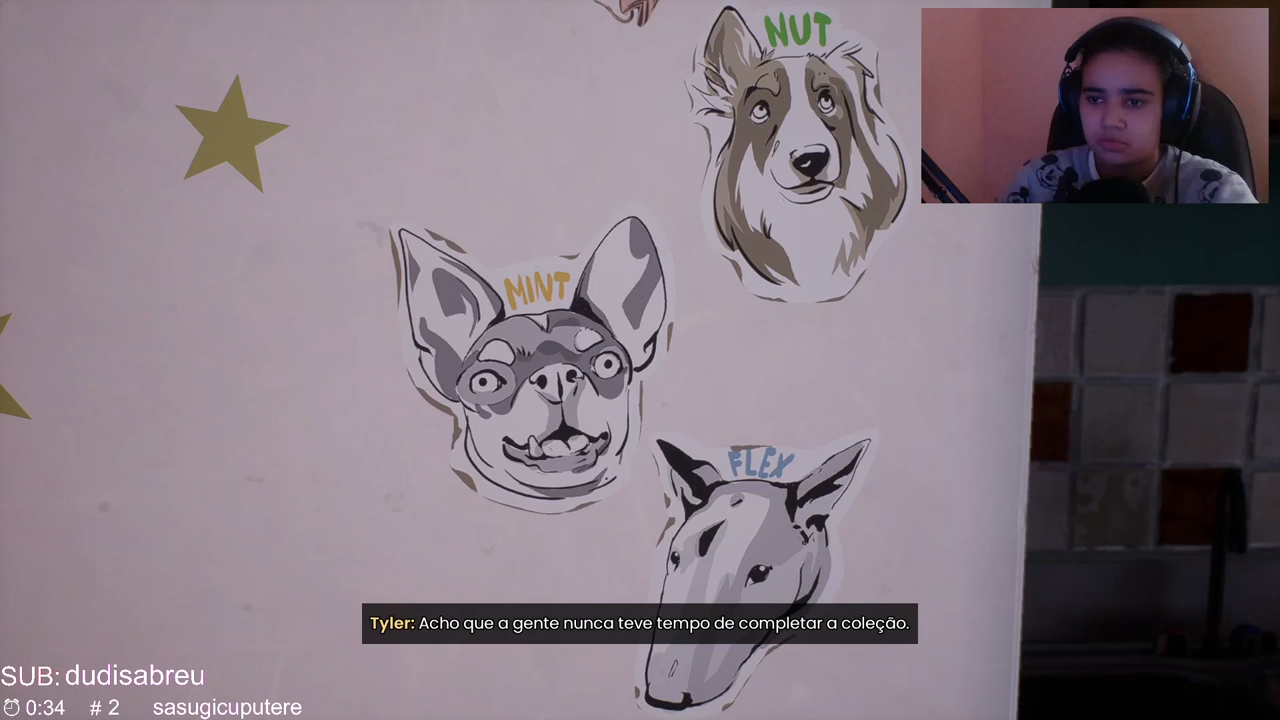 NUT
MINT
FLEX
Tyler: Acho que a gente nunca teve tempo de completar a coleção.
SUB: dudisabreu
0:34 # 2 sasugicuputere